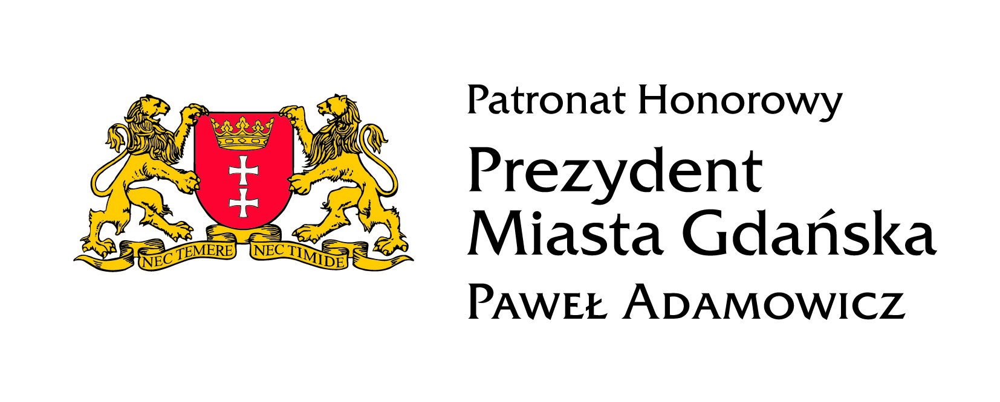 NEC TEMERE NEC TIMIDE
Patronat Honorowy
Prezydent
Miasta Gdańska
PAWEŁ ADAMOWICZ